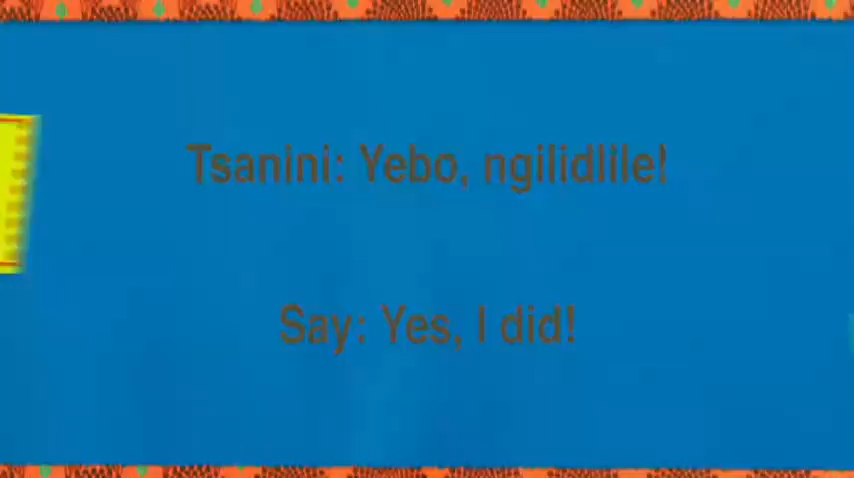 Tsanini: Yebo, ngilidlile!
Say: Yes, I did!